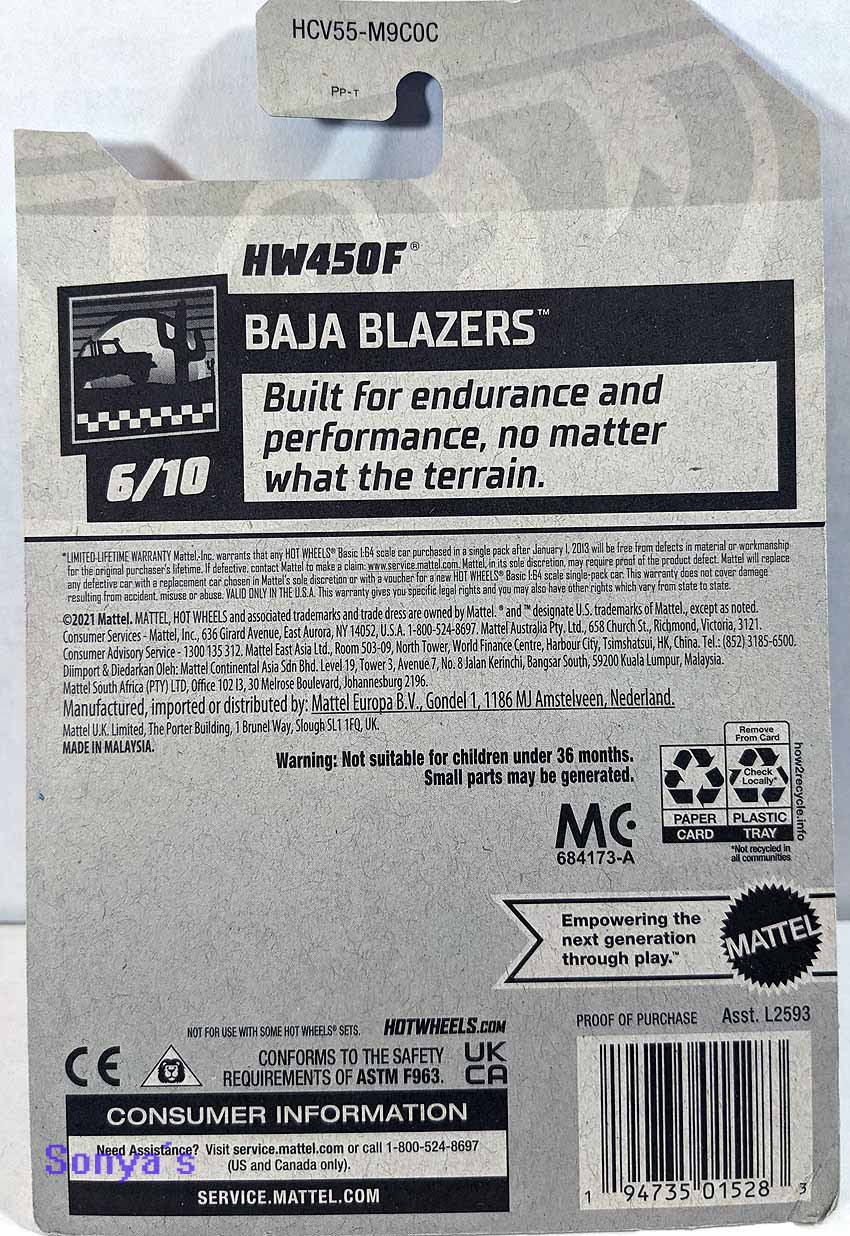 HCV55-M9C0C
PP-T
HW450F®
BAJA BLAZERS™
Built for endurance and
performance, no matter
what the terrain.
6/10
*LIMITED-LIFETIME WARRANTY Mattel, Inc. warrants that any HOT WHEELS® Basic 1:64 scale car purchased in a single pack after January 1, 2013 will be free from defects in material or workmanship
for the original purchaser's lifetime. If defective, contact Mattel to make a claim: www.service.mattel.com. Mattel, in its sole discretion, may require proof of the product defect. Mattel will replace
any defective car with a replacement car chosen in Mattel's sole discretion or with a voucher for a new HOT WHEELS® Basic 1:64 scale single-pack car. This warranty does not cover damage
resulting from accident, misuse or abuse. VALID ONLY IN THE U.S.A. This warranty gives you specific legal rights and you may also have other rights which vary from state to state.
©2021 Mattel. MATTEL, HOT WHEELS and associated trademarks and trade dress are owned by Mattel. ® and ™ designate U.S. trademarks of Mattel, except as noted.
Consumer Services - Mattel, Inc., 636 Girard Avenue, East Aurora, NY 14052, U.S.A. 1-800-524-8697. Mattel Australia Pty. Ltd., 658 Church St., Richmond, Victoria, 3121.
Consumer Advisory Service - 1300 135 312. Mattel East Asia Ltd., Room 503-09, North Tower, World Finance Centre, Harbour City, Tsimshatsui, HK, China. Tel.: (852) 3185-6500.
Diimport & Diedarkan Oleh: Mattel Continental Asia Sdn Bhd. Level 19, Tower 3, Avenue 7, No. 8 Jalan Kerinchi, Bangsar South, 59200 Kuala Lumpur, Malaysia.
Mattel South Africa (PTY) LTD, Office 102 I3, 30 Melrose Boulevard, Johannesburg 2196.
Manufactured, imported or distributed by: Mattel Europa B.V., Gondel 1, 1186 MJ Amstelveen, Nederland.
Mattel U.K. Limited, The Porter Building, 1 Brunel Way, Slough SL1 1FQ, UK.
MADE IN MALAYSIA.
Warning: Not suitable for children under 36 months.
Small parts may be generated.
Remove
From Card
Check
Locally*
PAPER
CARD
PLASTIC
TRAY
*Not recycled in
all communities
how2recycle.info
MC
684173-A
Empowering the
next generation
through play.™
MATTEL
NOT FOR USE WITH SOME HOT WHEELS® SETS. HOTWHEELS.COM
CE
CONFORMS TO THE SAFETY
REQUIREMENTS OF ASTM F963.
UK
CA
PROOF OF PURCHASE Asst. L2593
CONSUMER INFORMATION
Need Assistance? Visit service.mattel.com or call 1-800-524-8697
(US and Canada only).
SERVICE.MATTEL.COM
Sonya's
1 94735 01528 3